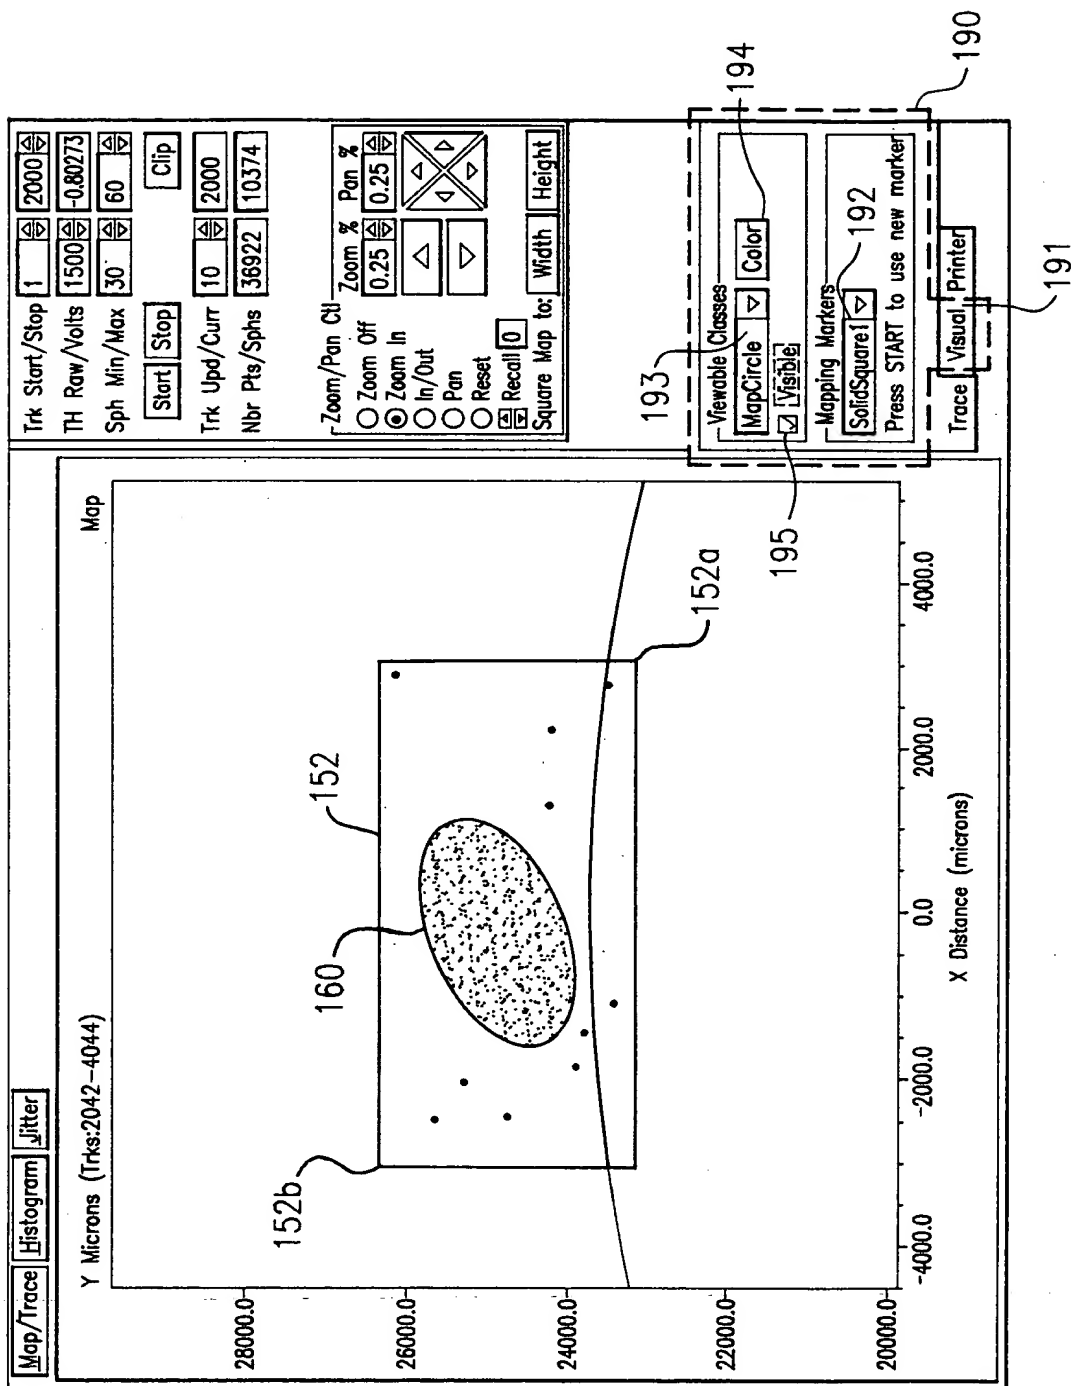 Map/Trace Histogram Jitter
Y Microns (Trks:2042-4044) Map
28000.0
26000.0
24000.0
22000.0
20000.0
-4000.0 -2000.0 0.0 2000.0 4000.0
X Distance (microns)
152b
160
152
152a
Trk Start/Stop 1 2000
TH Raw/Volts 1500 -0.80273
Sph Min/Max 30 60
Start Stop Clip
Trk Upd/Curr 10 2000
Nbr Pts/Sphs 36922 10374
Zoom/Pan Ctl Zoom % Pan %
Zoom Off 0.25 0.25
Zoom In
In/Out
Pan
Reset
Recall 0
Square Map to: Width Height
193
194
Viewable Classes
MapCircle Color
Visible
195
192
Mapping Markers
SolidSquare1
Press START to use new marker
Trace Visual Printer
191
190